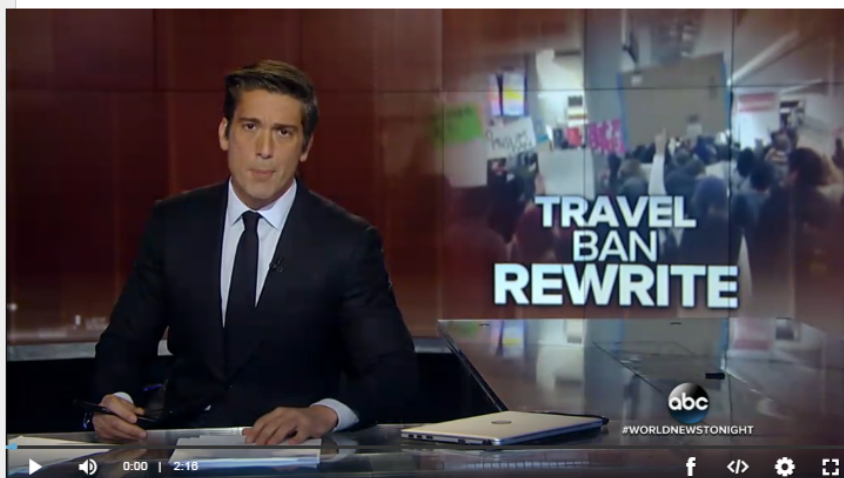 TRAVEL
BAN
REWRITE
abc
#WORLDNEWSTONIGHT
0:00 | 2:16
f
</>